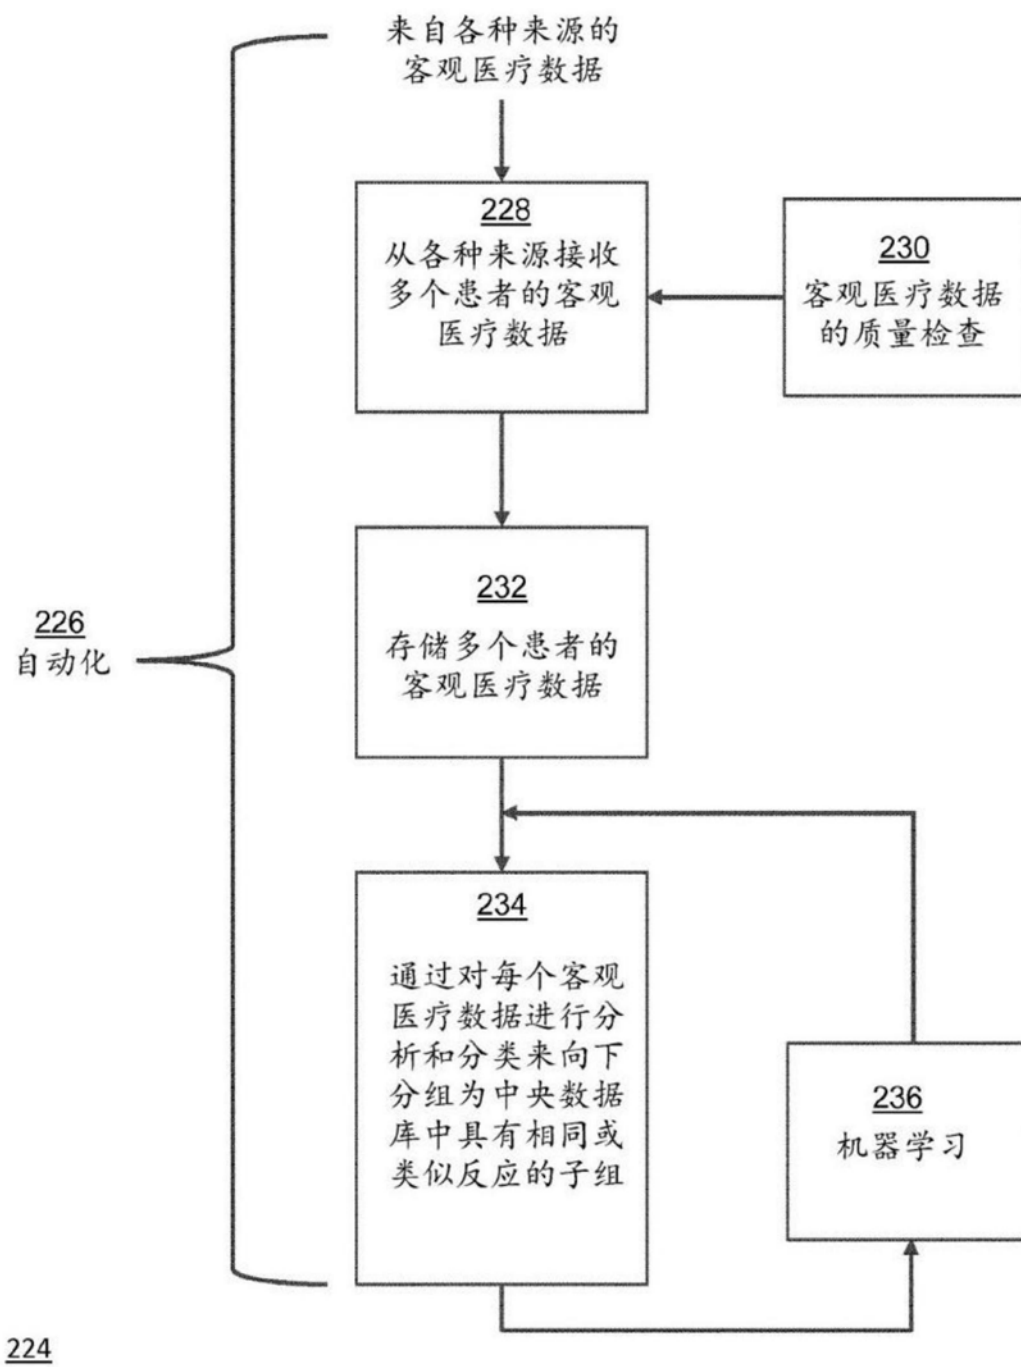 来自各种来源的
客观医疗数据
228
从各种来源接收
多个患者的客观
医疗数据
230
客观医疗数据
的质量检查
232
存储多个患者的
客观医疗数据
226
自动化
234
通过对每个客观
医疗数据进行分
析和分类来向下
分组为中央数据
库中具有相同或
类似反应的子组
236
机器学习
224